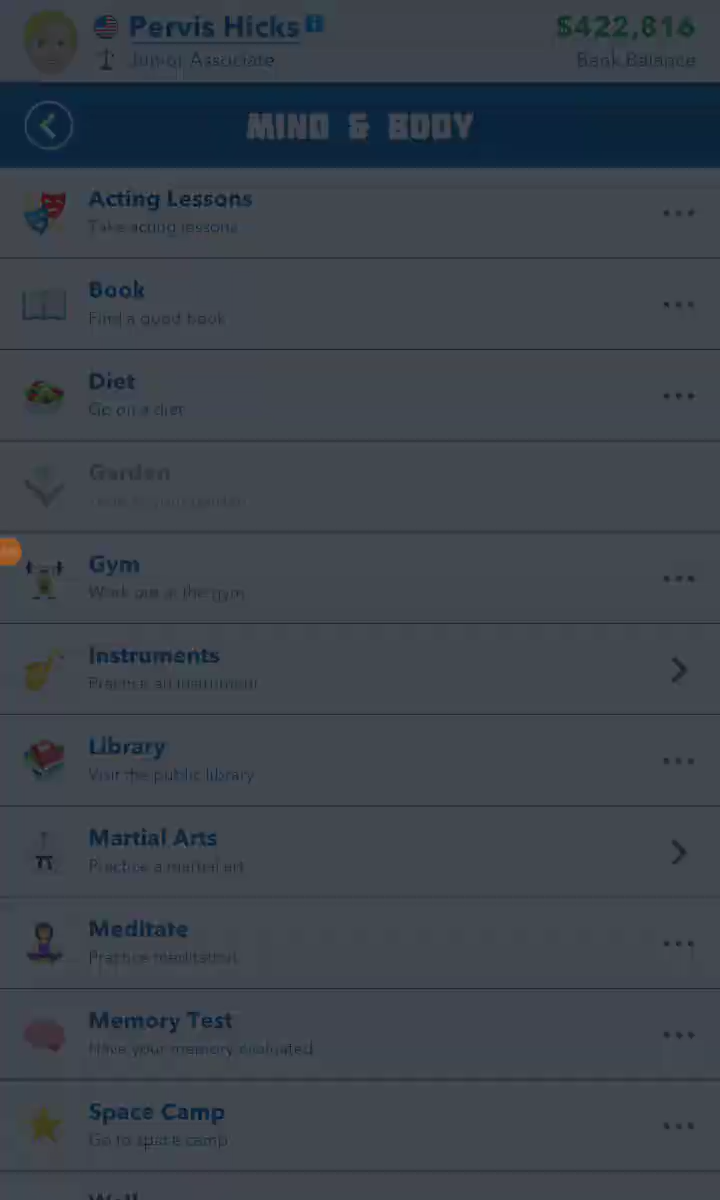 Pervis Hicks
$422,816
Junior Associate
Bank Balance
MIND & BODY
Acting Lessons
Take acting lessons
Book
Find a good book
Diet
Go on a diet
Garden
Gym
Work out at the gym
Instruments
Practice an instrument
Library
Visit the public library
Martial Arts
Practice a martial art
Meditate
Practice meditation
Memory Test
Have your memory evaluated
Space Camp
Go to space camp